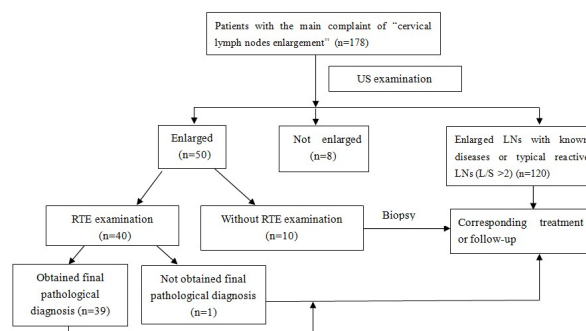 Patients with the main complaint of “cervical
lymph nodes enlargement” (n=178)
US examination
Enlarged
(n=50)
Not enlarged
(n=8)
Enlarged LNs with known
diseases or typical reactive
LNs (L/S >2) (n=120)
RTE examination
(n=40)
Without RTE examination
(n=10)
Biopsy
Corresponding treatment
or follow-up
Obtained final
pathological
diagnosis
(n=39)
Not obtained final
pathological diagnosis
(n=1)